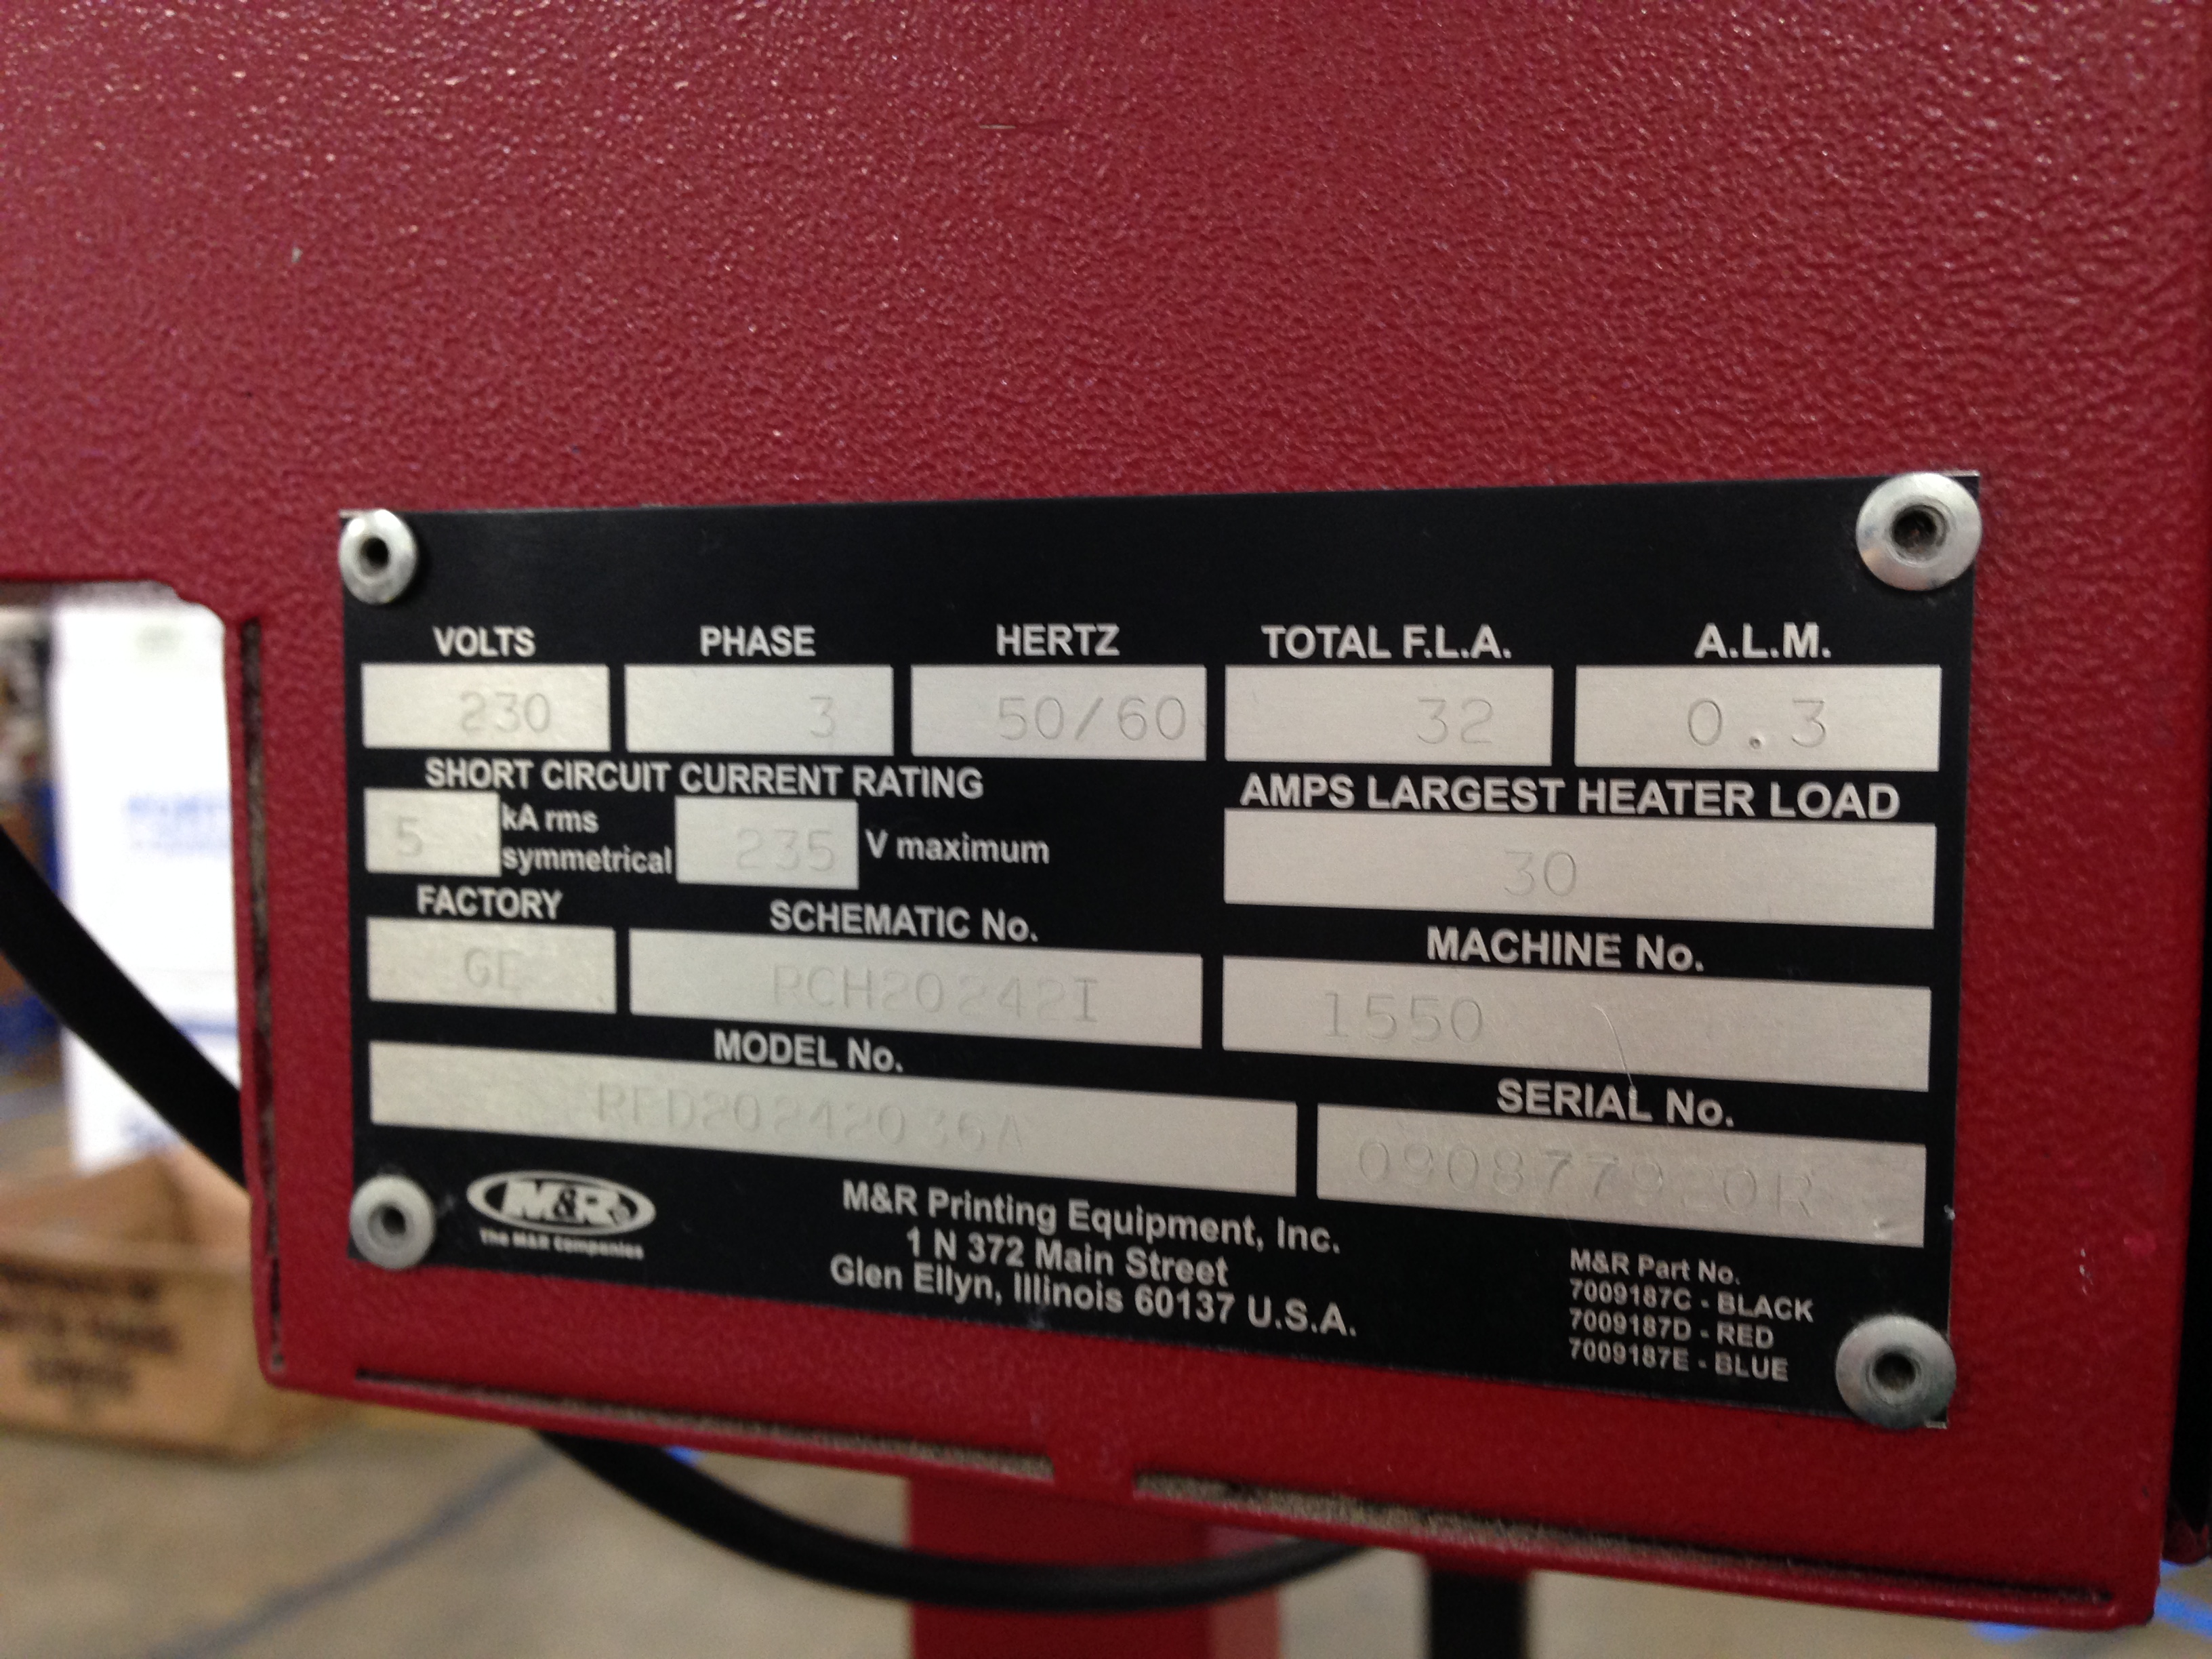 VOLTS PHASE HERTZ TOTAL F.L.A. A.L.M.
230 3 50/60 32 0.3
SHORT CIRCUIT CURRENT RATING AMPS LARGEST HEATER LOAD
5 kA rms symmetrical 235 V maximum 30
FACTORY SCHEMATIC No. MACHINE No.
GE RCH20242I 1550
MODEL No. SERIAL No.
RED20242036A
M&R
The M&R Companies
M&R Printing Equipment, Inc.
1 N 372 Main Street
Glen Ellyn, Illinois 60137 U.S.A.
M&R Part No.
7009187C - BLACK
7009187D - RED
7009187E - BLUE